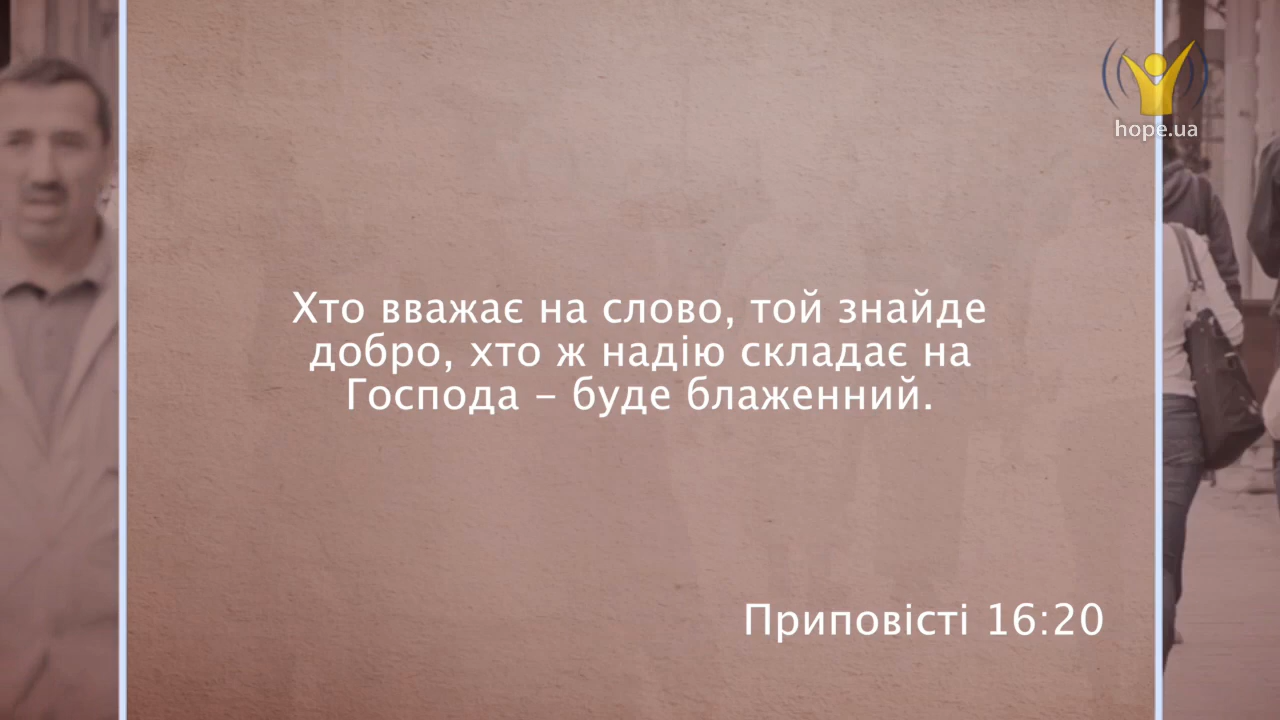 hope.ua
Хто вважає на слово, той знайде
добро, хто ж надію складає на
Господа – буде блаженний.
Приповісті 16:20